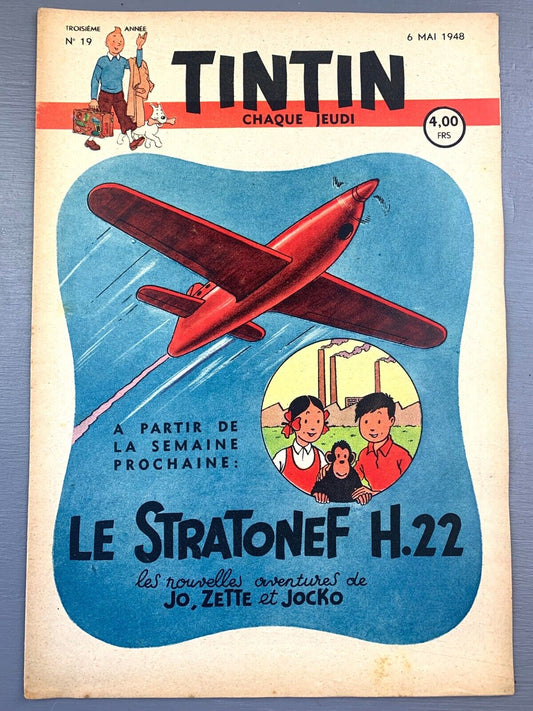 TROISIÈME ANNÉE
N° 19
6 MAI 1948
TINTIN
CHAQUE JEUDI
4,00
FRS
A PARTIR DE
LA SEMAINE
PROCHAINE:
LE STRATONEF H.22
les nouvelles aventures de
JO, ZETTE et JOCKO